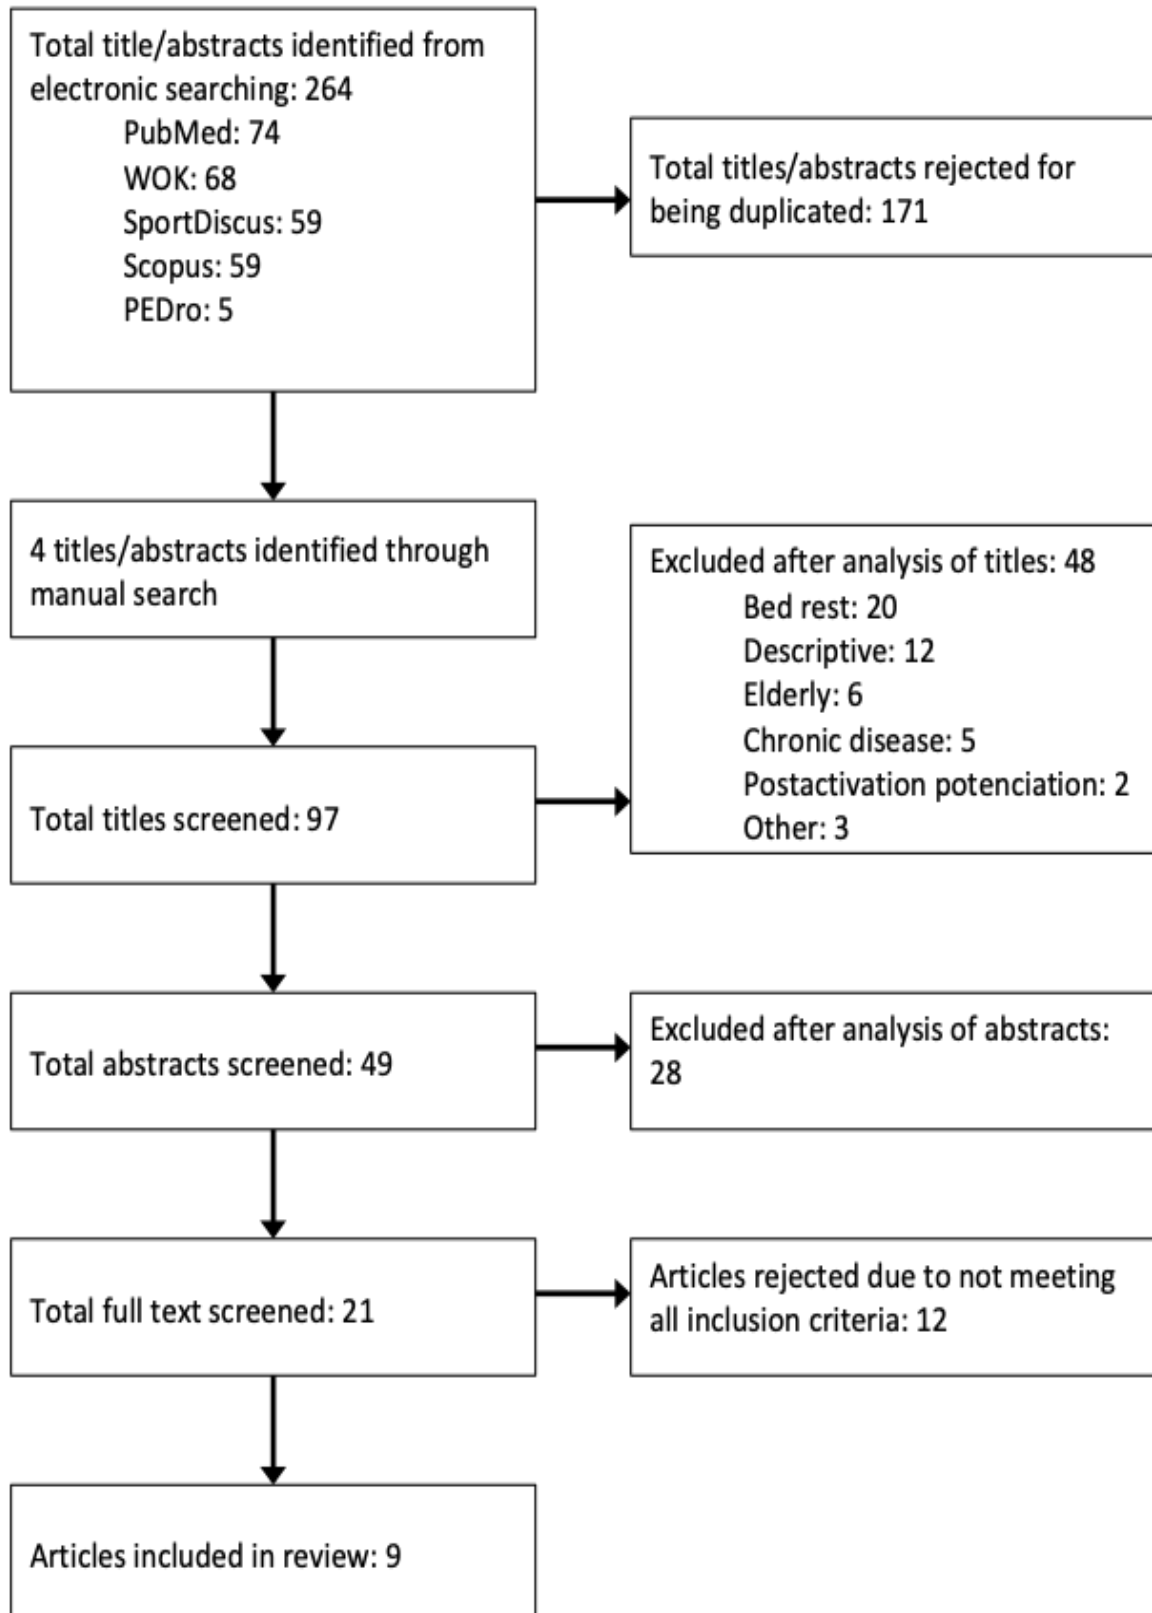 Total title/abstracts identified from
electronic searching: 264
PubMed: 74
WOK: 68
SportDiscus: 59
Scopus: 59
PEDro: 5
Total titles/abstracts rejected for
being duplicated: 171
4 titles/abstracts identified through
manual search
Excluded after analysis of titles: 48
Bed rest: 20
Descriptive: 12
Elderly: 6
Chronic disease: 5
Postactivation potenciation: 2
Other: 3
Total titles screened: 97
Total abstracts screened: 49
Excluded after analysis of abstracts:
28
Total full text screened: 21
Articles rejected due to not meeting
all inclusion criteria: 12
Articles included in review: 9